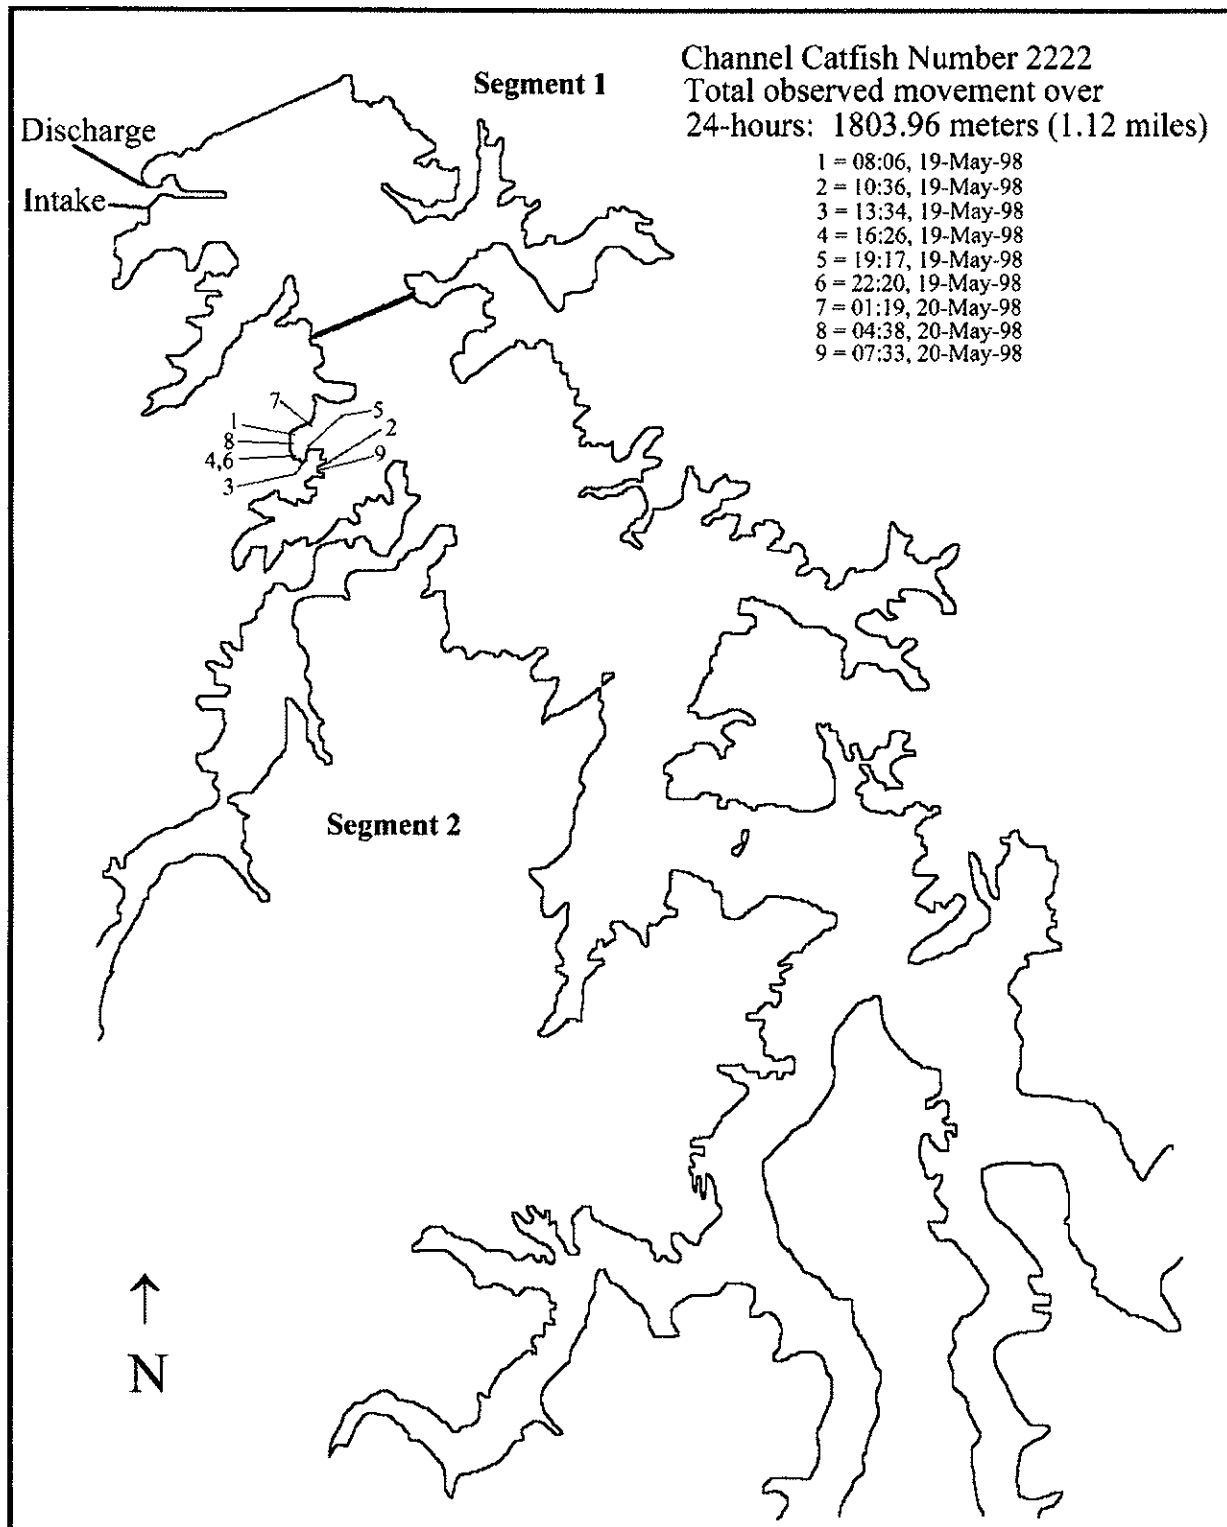 Segment 1
Channel Catfish Number 2222
Total observed movement over
24-hours: 1803.96 meters (1.12 miles)
1 = 08:06, 19-May-98
2 = 10:36, 19-May-98
3 = 13:34, 19-May-98
4 = 16:26, 19-May-98
5 = 19:17, 19-May-98
6 = 22:20, 19-May-98
7 = 01:19, 20-May-98
8 = 04:38, 20-May-98
9 = 07:33, 20-May-98
Discharge
Intake
7
5
1
2
8
9
4,6
3
Segment 2
N